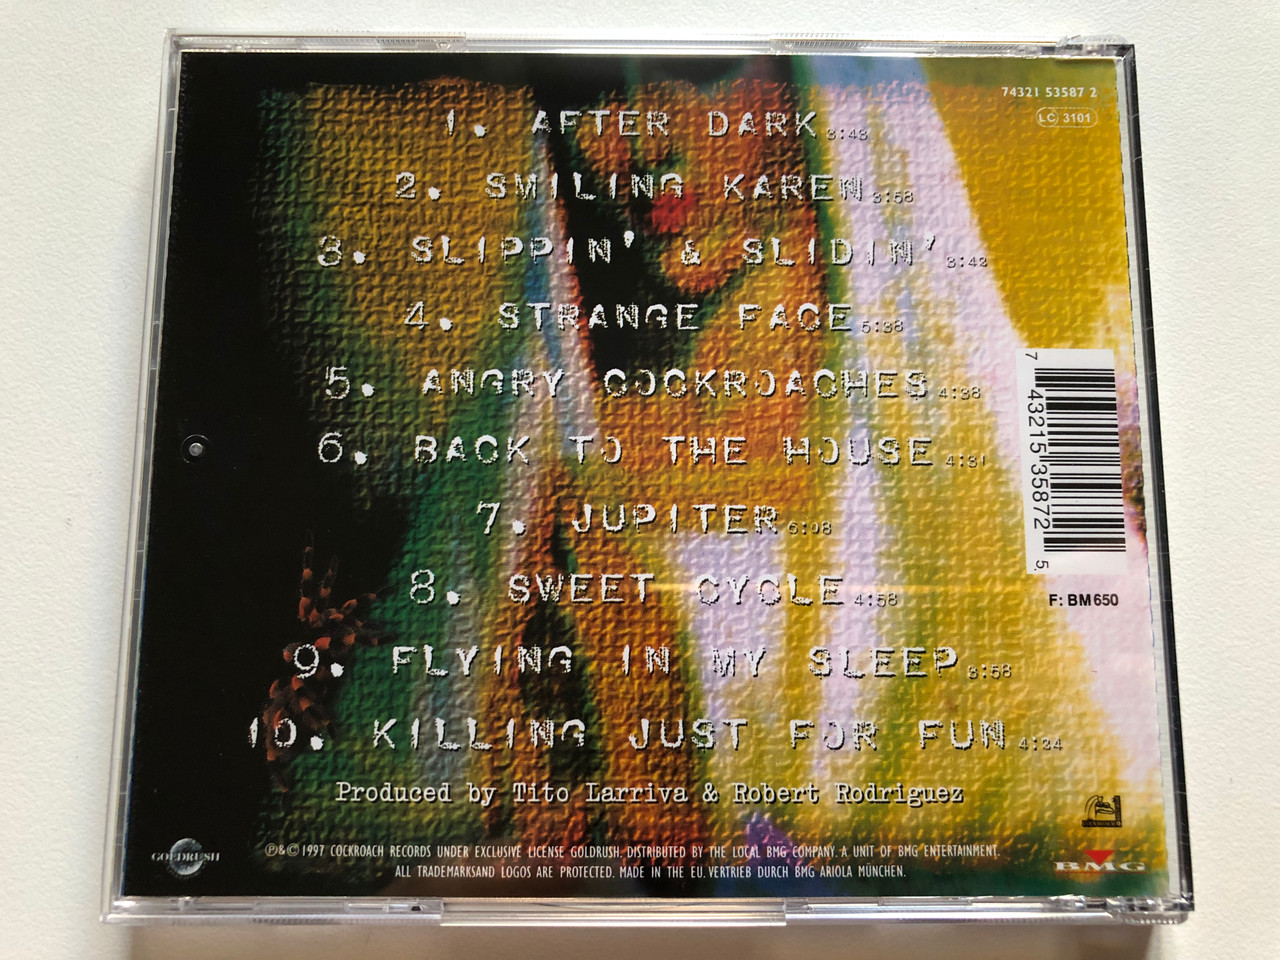 74321 53587 2
LC 3101
1. AFTER DARK 3:43
2. SMILING KAREN 3:58
3. SLIPPIN' & SLIDIN' 3:42
4. STRANGE FACE 5:38
5. ANGRY COCKROACHES 4:38
6. BACK TO THE HOUSE 4:31
7. JUPITER 6:08
8. SWEET CYCLE 4:58
9. FLYING IN MY SLEEP 3:58
10. KILLING JUST FOR FUN 4:24
7 43215 35872 5
F: BM 650
Produced by Tito Larriva & Robert Rodriguez
GOLDRUSH
℗&©1997 COCKROACH RECORDS UNDER EXCLUSIVE LICENSE GOLDRUSH. DISTRIBUTED BY THE LOCAL BMG COMPANY. A UNIT OF BMG ENTERTAINMENT.
ALL TRADEMARKSAND LOGOS ARE PROTECTED. MADE IN THE EU. VERTRIEB DURCH BMG ARIOLA MÜNCHEN.
BMG